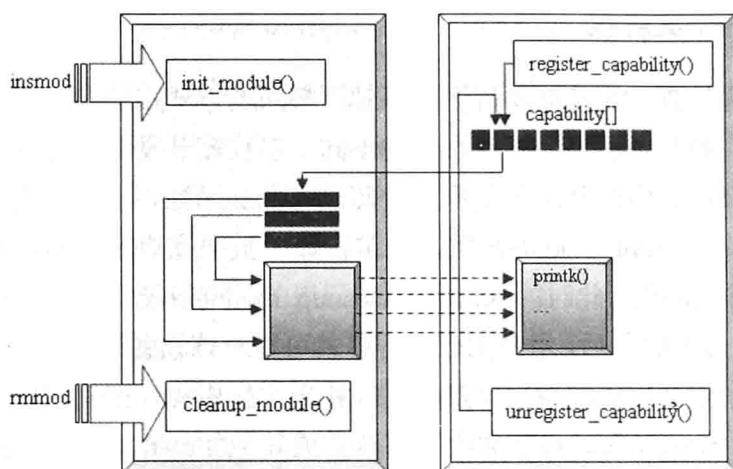 insmod
init_module()
register_capability()
capability[]
printk()
...
rmmod
cleanup_module()
unregister_capability()